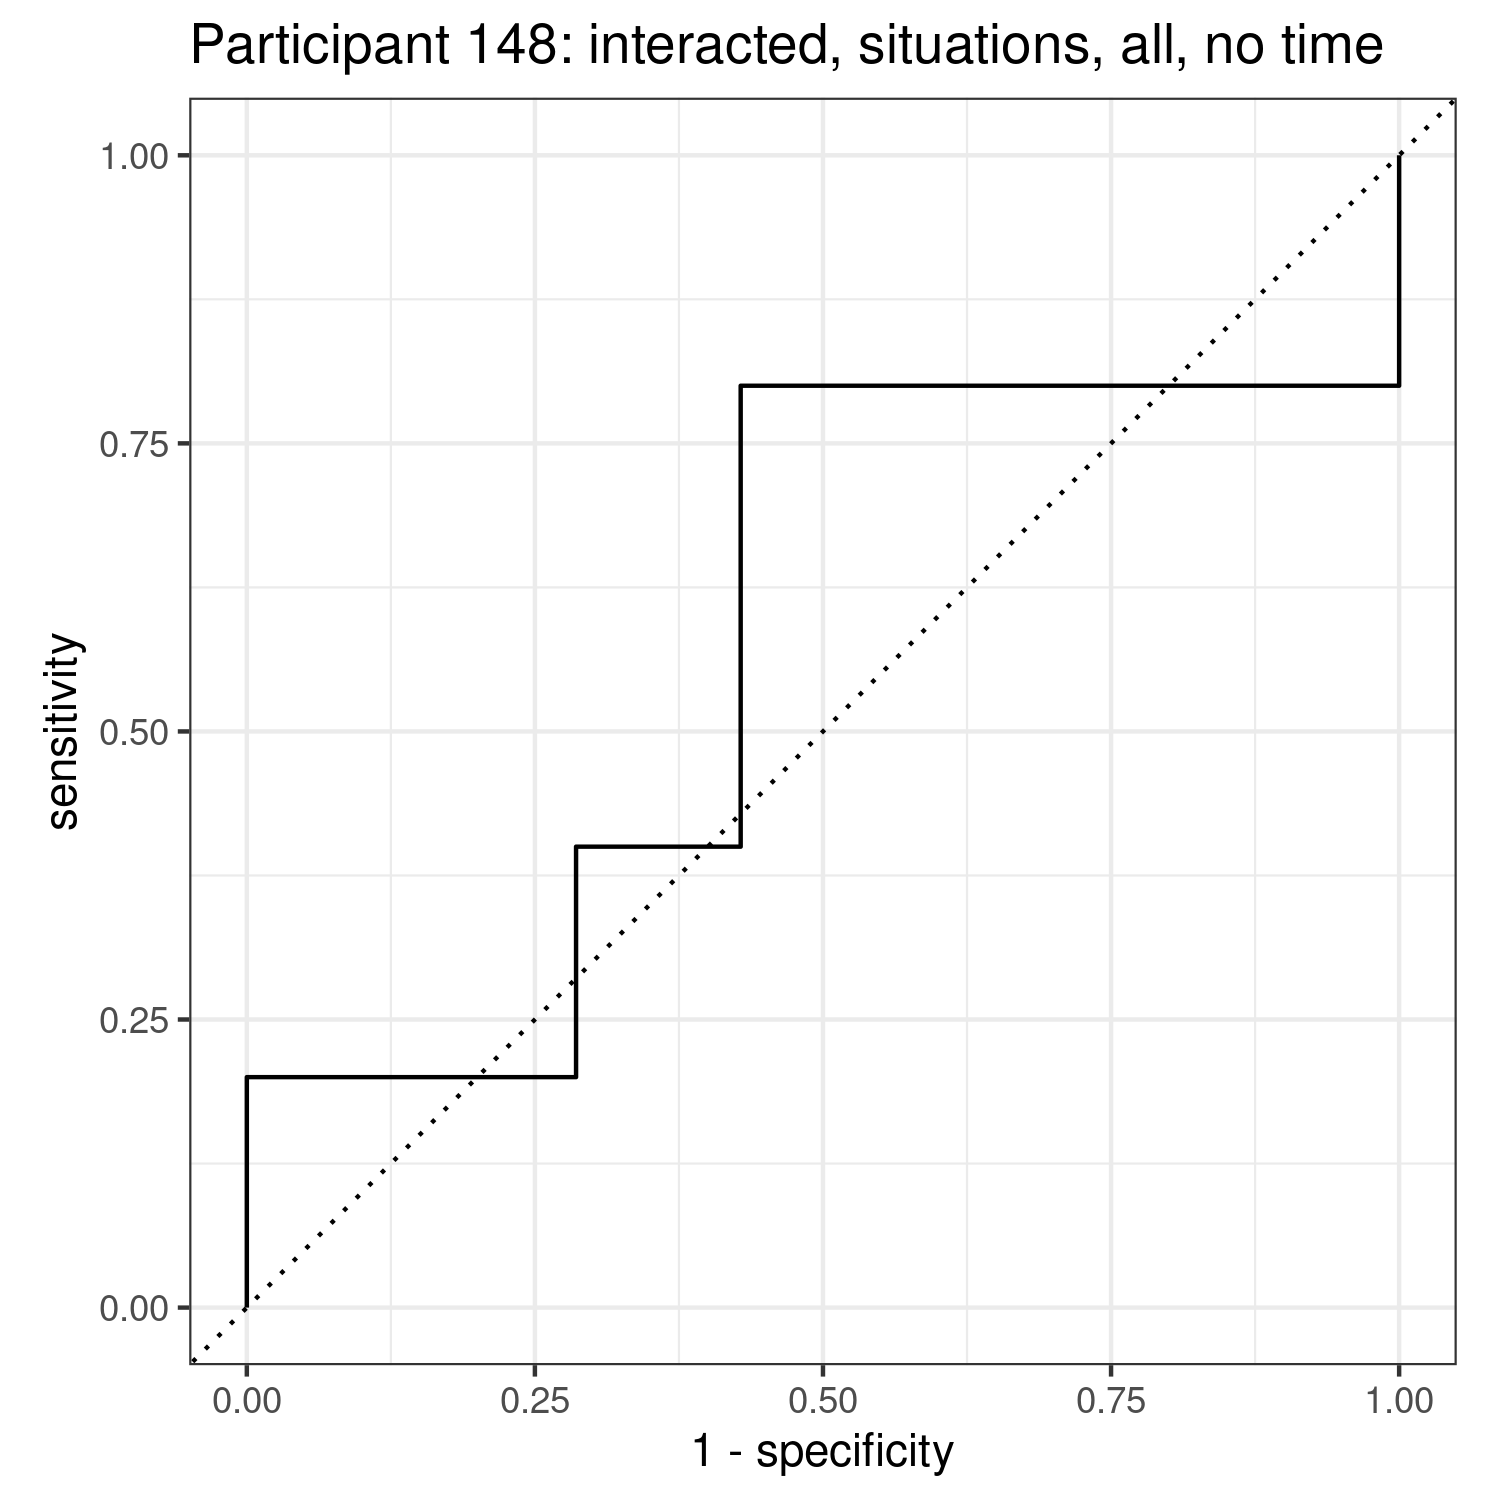 Participant 148: interacted, situations, all, no time
1.00
0.75
0.50
0.25
0.00
sensitivity
0.00 0.25 0.50 0.75 1.00
1 - specificity